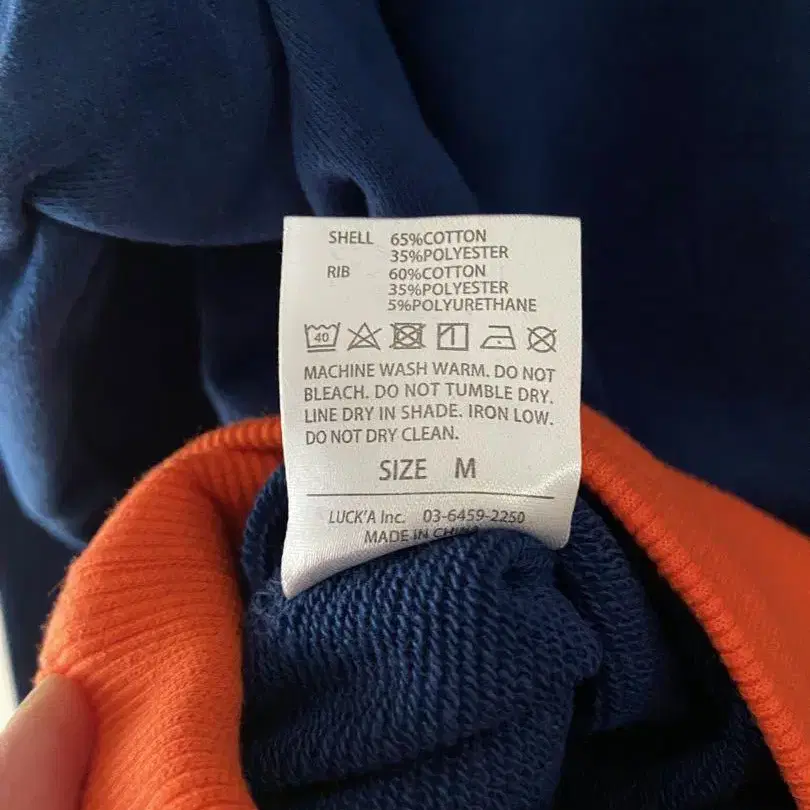 SHELL 65%COTTON
35%POLYESTER
RIB 60%COTTON
35%POLYESTER
5%POLYURETHANE
40
MACHINE WASH WARM. DO NOT
BLEACH. DO NOT TUMBLE DRY.
LINE DRY IN SHADE. IRON LOW.
DO NOT DRY CLEAN.
SIZE M
LUCK'A Inc. 03-6459-2250
MADE IN CHINA